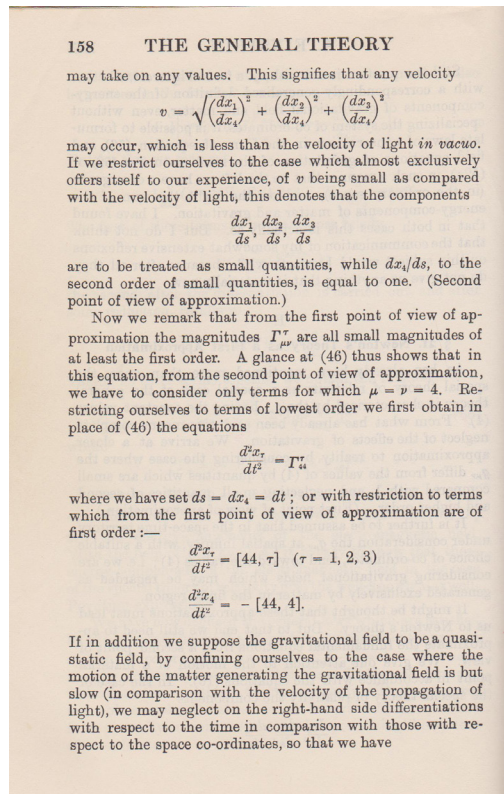 158 THE GENERAL THEORY
may take on any values. This signifies that any velocity
v = √((dx₁/dx₄)² + (dx₂/dx₄)² + (dx₃/dx₄)²)
may occur, which is less than the velocity of light in vacuo.
If we restrict ourselves to the case which almost exclusively
offers itself to our experience, of v being small as compared
with the velocity of light, this denotes that the components
dx₁/ds, dx₂/ds, dx₃/ds
are to be treated as small quantities, while dx₄/ds, to the
second order of small quantities, is equal to one. (Second
point of view of approximation.)
Now we remark that from the first point of view of ap-
proximation the magnitudes Γ^τ_μν are all small magnitudes of
at least the first order. A glance at (46) thus shows that in
this equation, from the second point of view of approximation,
we have to consider only terms for which μ = ν = 4. Re-
stricting ourselves to terms of lowest order we first obtain in
place of (46) the equations
d²x_τ/dt² = Γ^τ_44
where we have set ds = dx₄ = dt ; or with restriction to terms
which from the first point of view of approximation are of
first order :—
d²x_τ/dt² = [44, τ] (τ = 1, 2, 3)
d²x₄/dt² = - [44, 4].
If in addition we suppose the gravitational field to be a quasi-
static field, by confining ourselves to the case where the
motion of the matter generating the gravitational field is but
slow (in comparison with the velocity of the propagation of
light), we may neglect on the right-hand side differentiations
with respect to the time in comparison with those with re-
spect to the space co-ordinates, so that we have